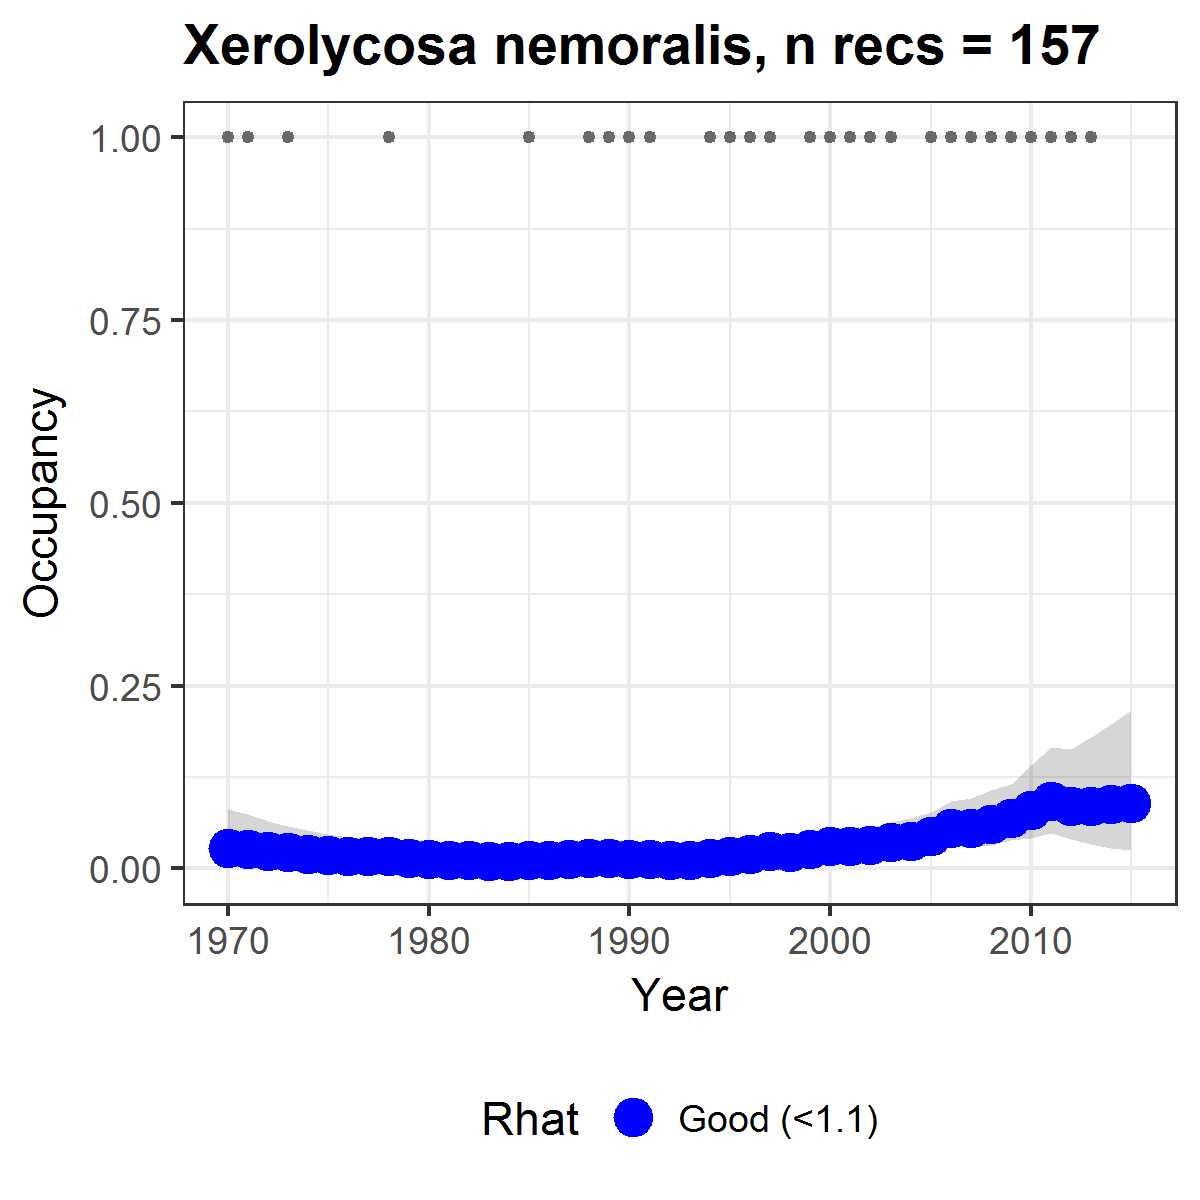 Xerolycosa nemoralis, n recs = 157
1.00
0.75
0.50
0.25
0.00
Occupancy
1970 1980 1990 2000 2010
Year
Rhat Good (<1.1)